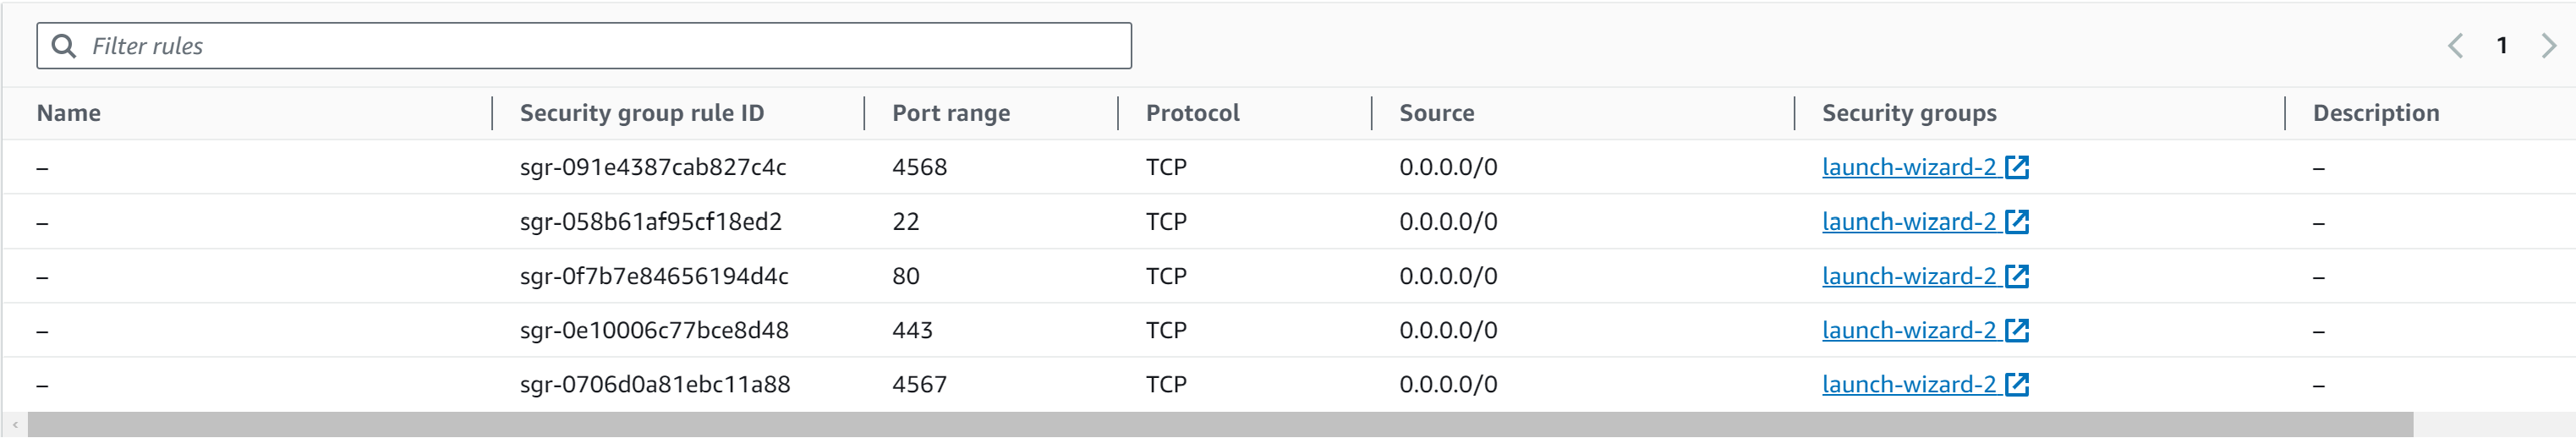 Filter rules
1
Name Security group rule ID Port range Protocol Source Security groups Description
– sgr-091e4387cab827c4c 4568 TCP 0.0.0.0/0 launch-wizard-2 –
– sgr-058b61af95cf18ed2 22 TCP 0.0.0.0/0 launch-wizard-2 –
– sgr-0f7b7e84656194d4c 80 TCP 0.0.0.0/0 launch-wizard-2 –
– sgr-0e10006c77bce8d48 443 TCP 0.0.0.0/0 launch-wizard-2 –
– sgr-0706d0a81ebc11a88 4567 TCP 0.0.0.0/0 launch-wizard-2 –